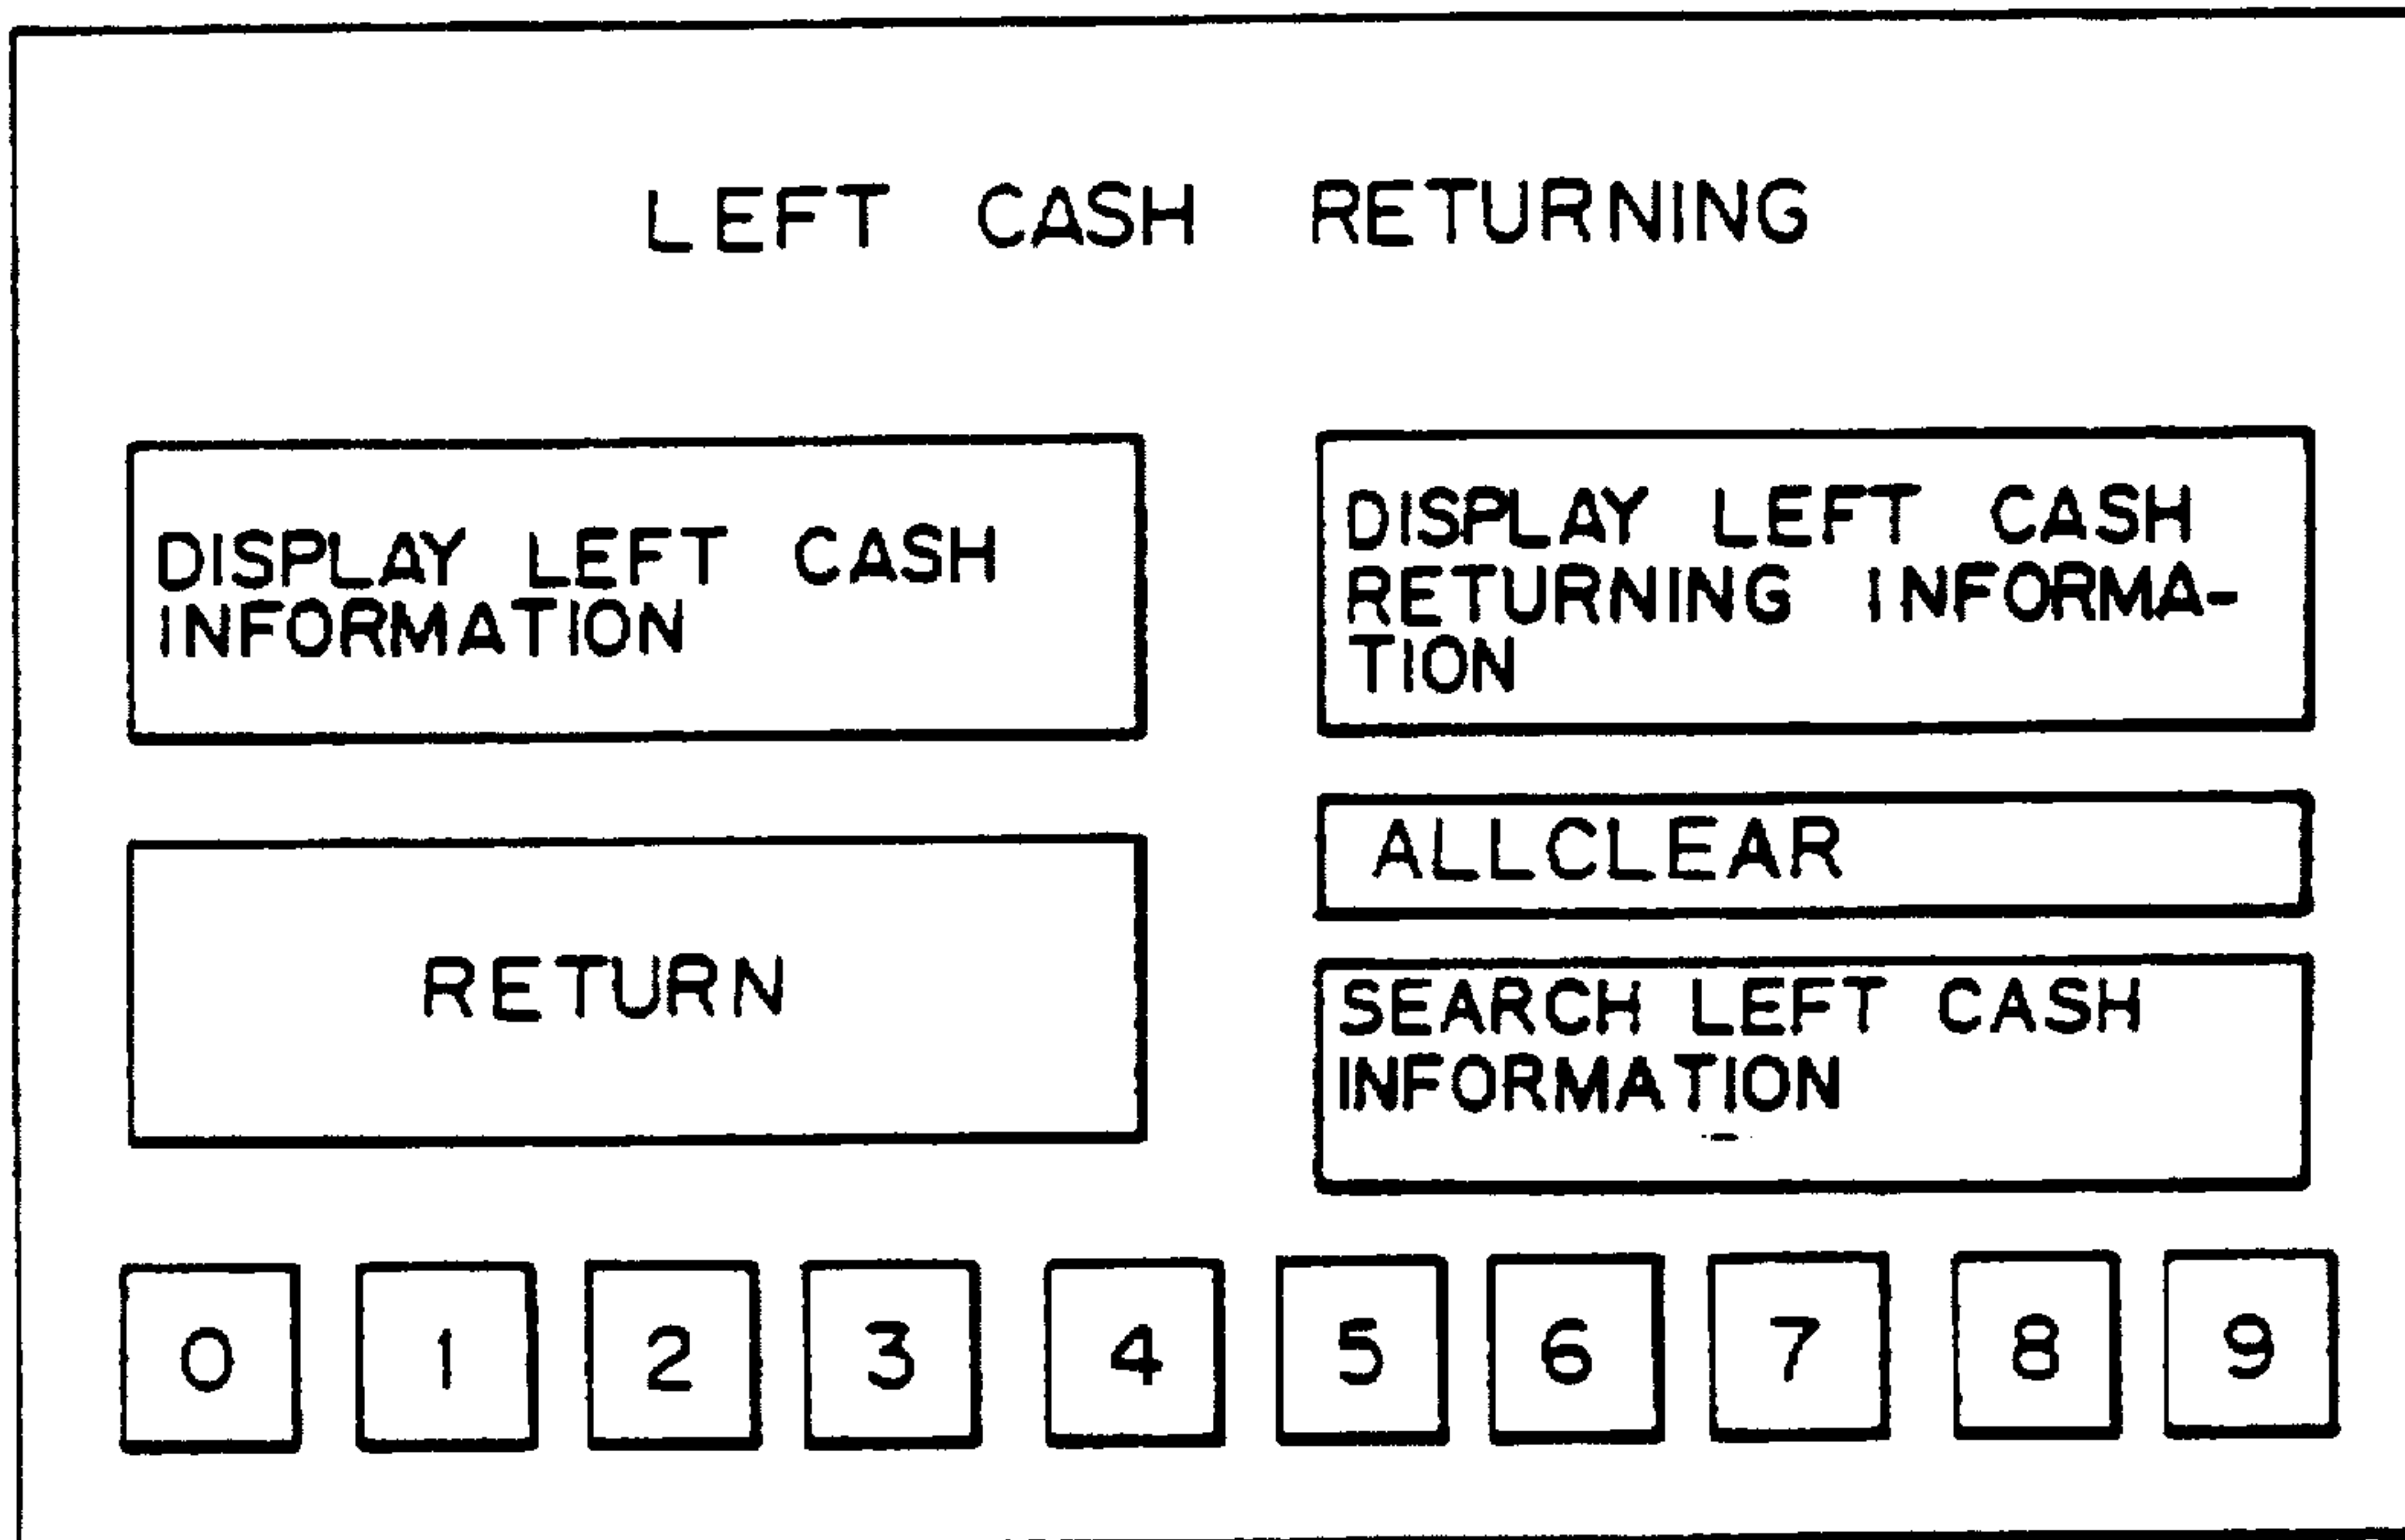 LEFT CASH RETURNING
DISPLAY LEFT CASH
INFORMATION
DISPLAY LEFT CASH
RETURNING INFORMA-
TION
ALLCLEAR
RETURN
SEARCH LEFT CASH
INFORMATION
0 1 2 3 4 5 6 7 8 9